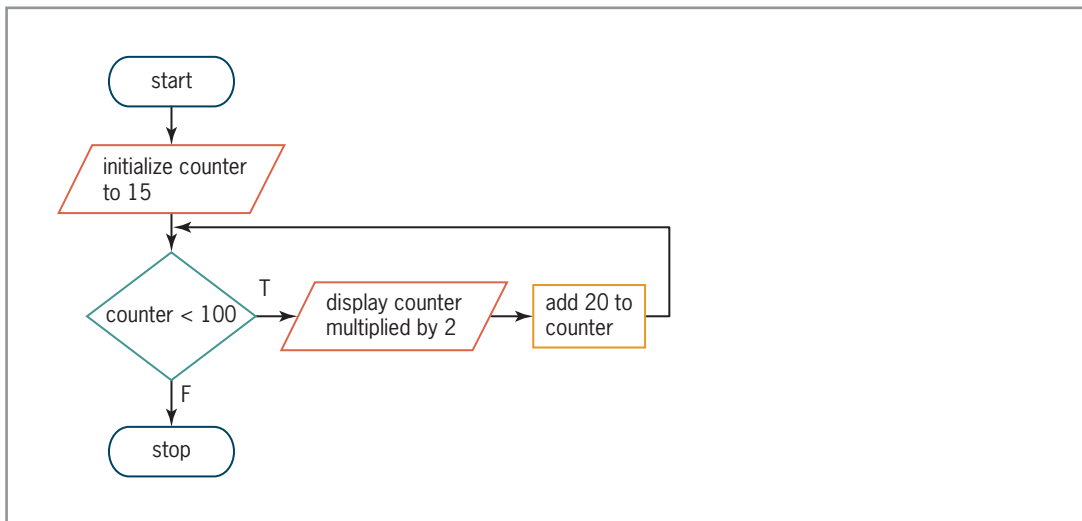 start
initialize counter
to 15
counter < 100
T
display counter
multiplied by 2
add 20 to
counter
F
stop